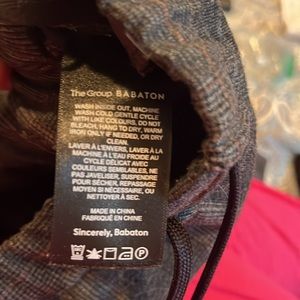 The Group BABATON
WASH INSIDE OUT, MACHINE
WASH COLD GENTLE CYCLE
WITH LIKE COLOURS, DO NOT
BLEACH, HANG TO DRY, WARM
IRON ONLY IF NEEDED, OR DRY
CLEAN.
LAVER À L'ENVERS. LAVER À LA
MACHINE À L'EAU FROIDE AU
CYCLE DÉLICAT AVEC
COULEURS SEMBLABLES, NE
PAS JAVELISER, SUSPENDRE
POUR SÉCHER, REPASSAGE
MOYEN SI NÉCESSAIRE, OU
NETTOYER À SEC.
MADE IN CHINA
FABRIQUÉ EN CHINE
Sincerely, Babaton